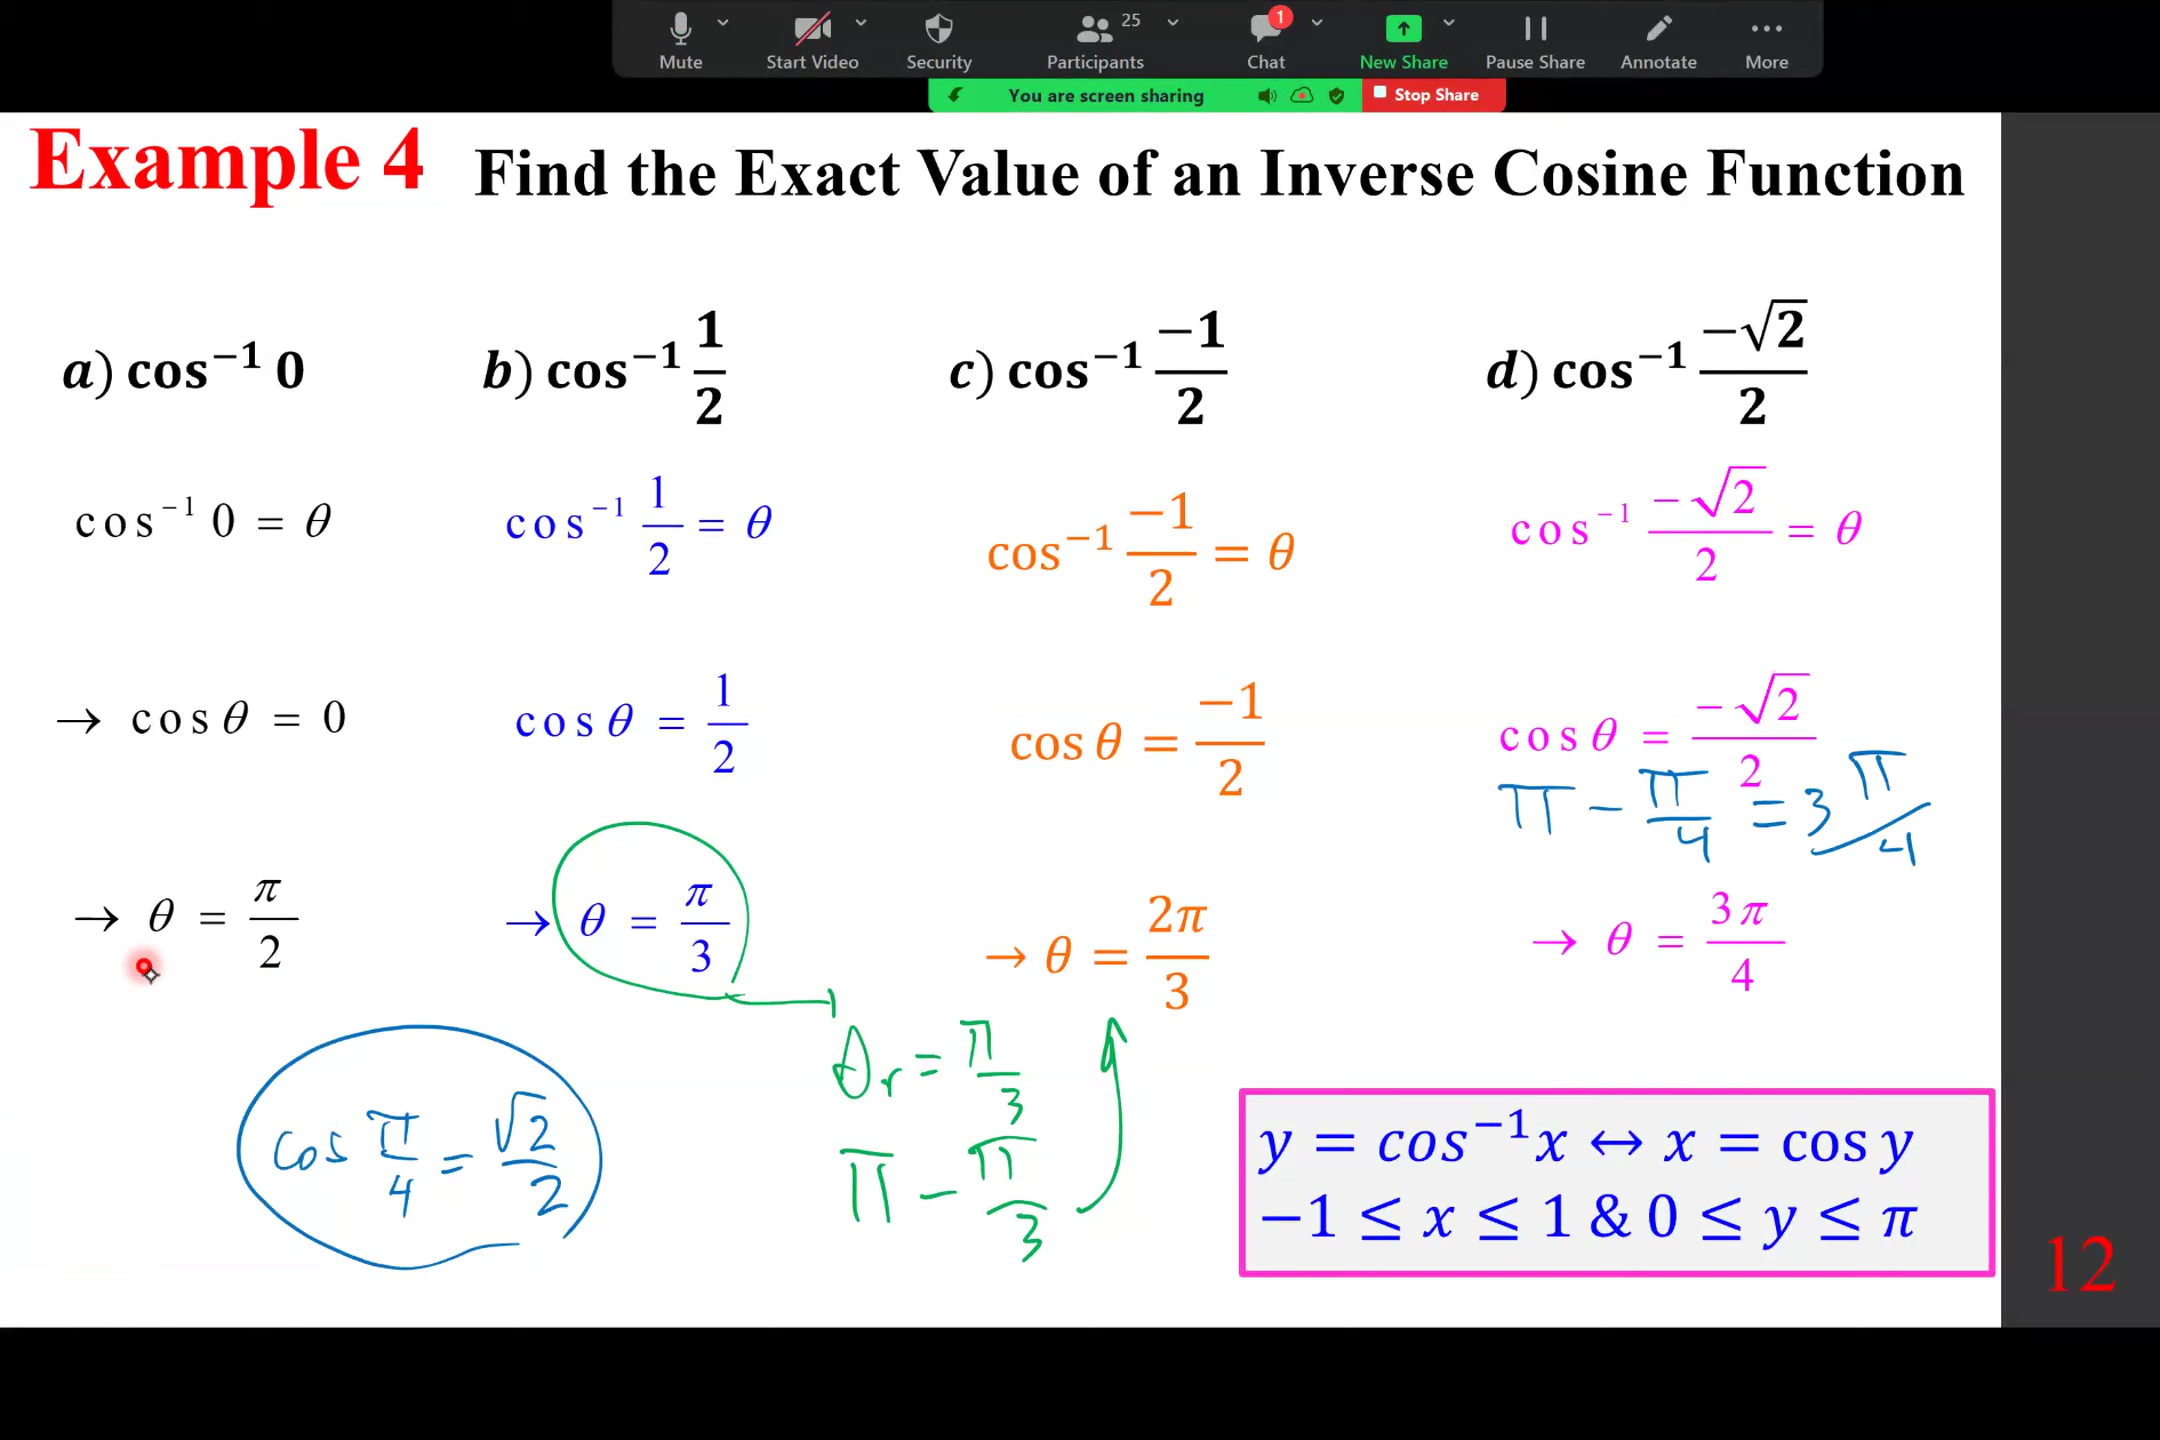 Mute
Start Video
Security
Participants 25
Chat 1
New Share
Pause Share
Annotate
More
You are screen sharing
Stop Share
Example 4 Find the Exact Value of an Inverse Cosine Function
a) cos⁻¹ 0
b) cos⁻¹ 1/2
c) cos⁻¹ -1/2
d) cos⁻¹ -√2/2
cos⁻¹ 0 = θ
cos⁻¹ 1/2 = θ
cos⁻¹ -1/2 = θ
cos⁻¹ -√2/2 = θ
→ cos θ = 0
cos θ = 1/2
cos θ = -1/2
cos θ = -√2/2
π - π/4 = 3π/4
→ θ = π/2
→ θ = π/3
→ θ = 2π/3
→ θ = 3π/4
θr = π/3
π - π/3
cos π/4 = √2/2
y = cos⁻¹x ↔ x = cos y
-1 ≤ x ≤ 1 & 0 ≤ y ≤ π
12